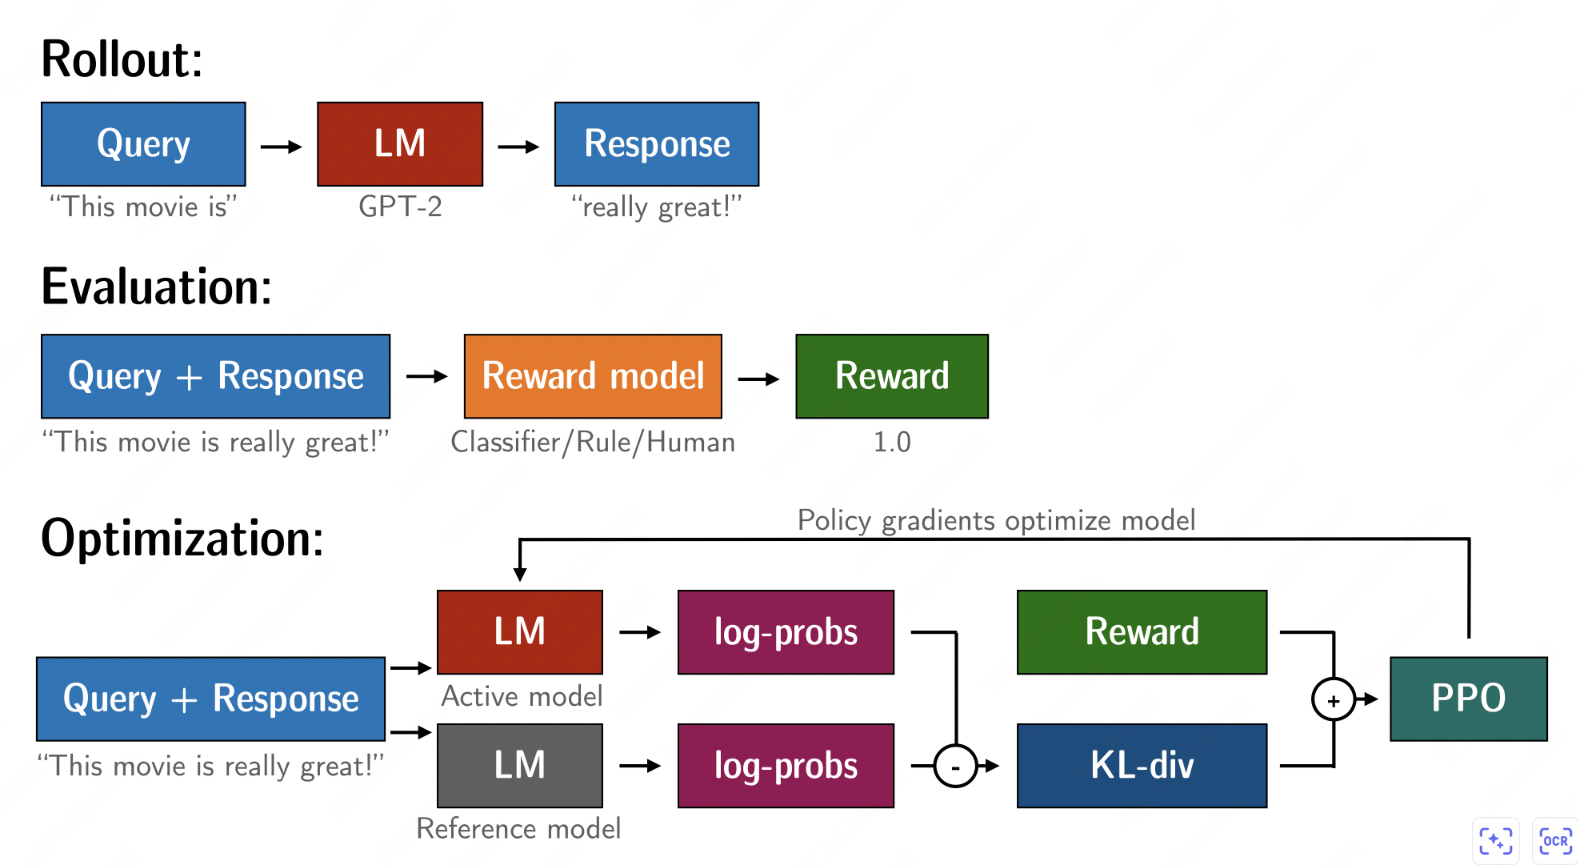 Rollout:
Query
LM
Response
“This movie is”
GPT-2
“really great!”
Evaluation:
Query + Response
Reward model
Reward
“This movie is really great!”
Classifier/Rule/Human
1.0
Optimization:
Policy gradients optimize model
LM
log-probs
Reward
Active model
Query + Response
“This movie is really great!”
+
PPO
LM
log-probs
-
KL-div
Reference model
OCR